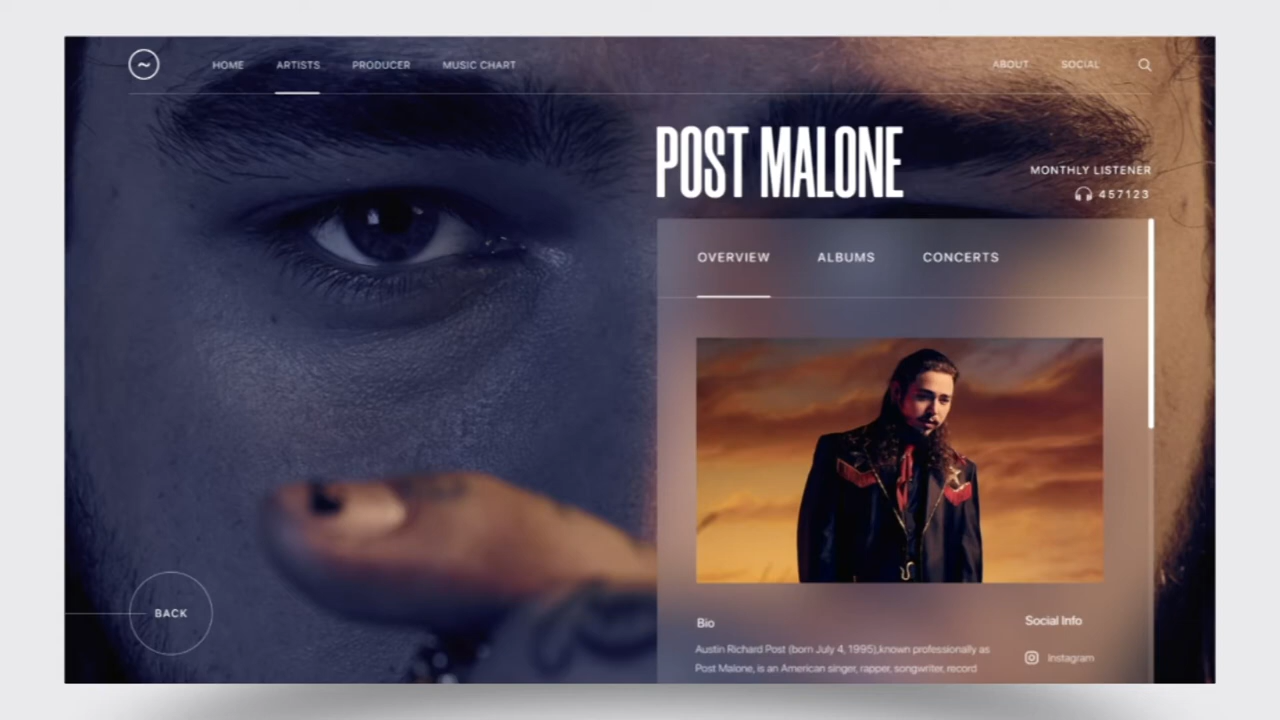 ~
HOME ARTISTS PRODUCER MUSIC CHART ABOUT SOCIAL
POST MALONE
MONTHLY LISTENER
457123
OVERVIEW ALBUMS CONCERTS
BACK
Bio
Austin Richard Post (born July 4, 1995),known professionally as
Post Malone, is an American singer, rapper, songwriter, record
Social Info
Instagram